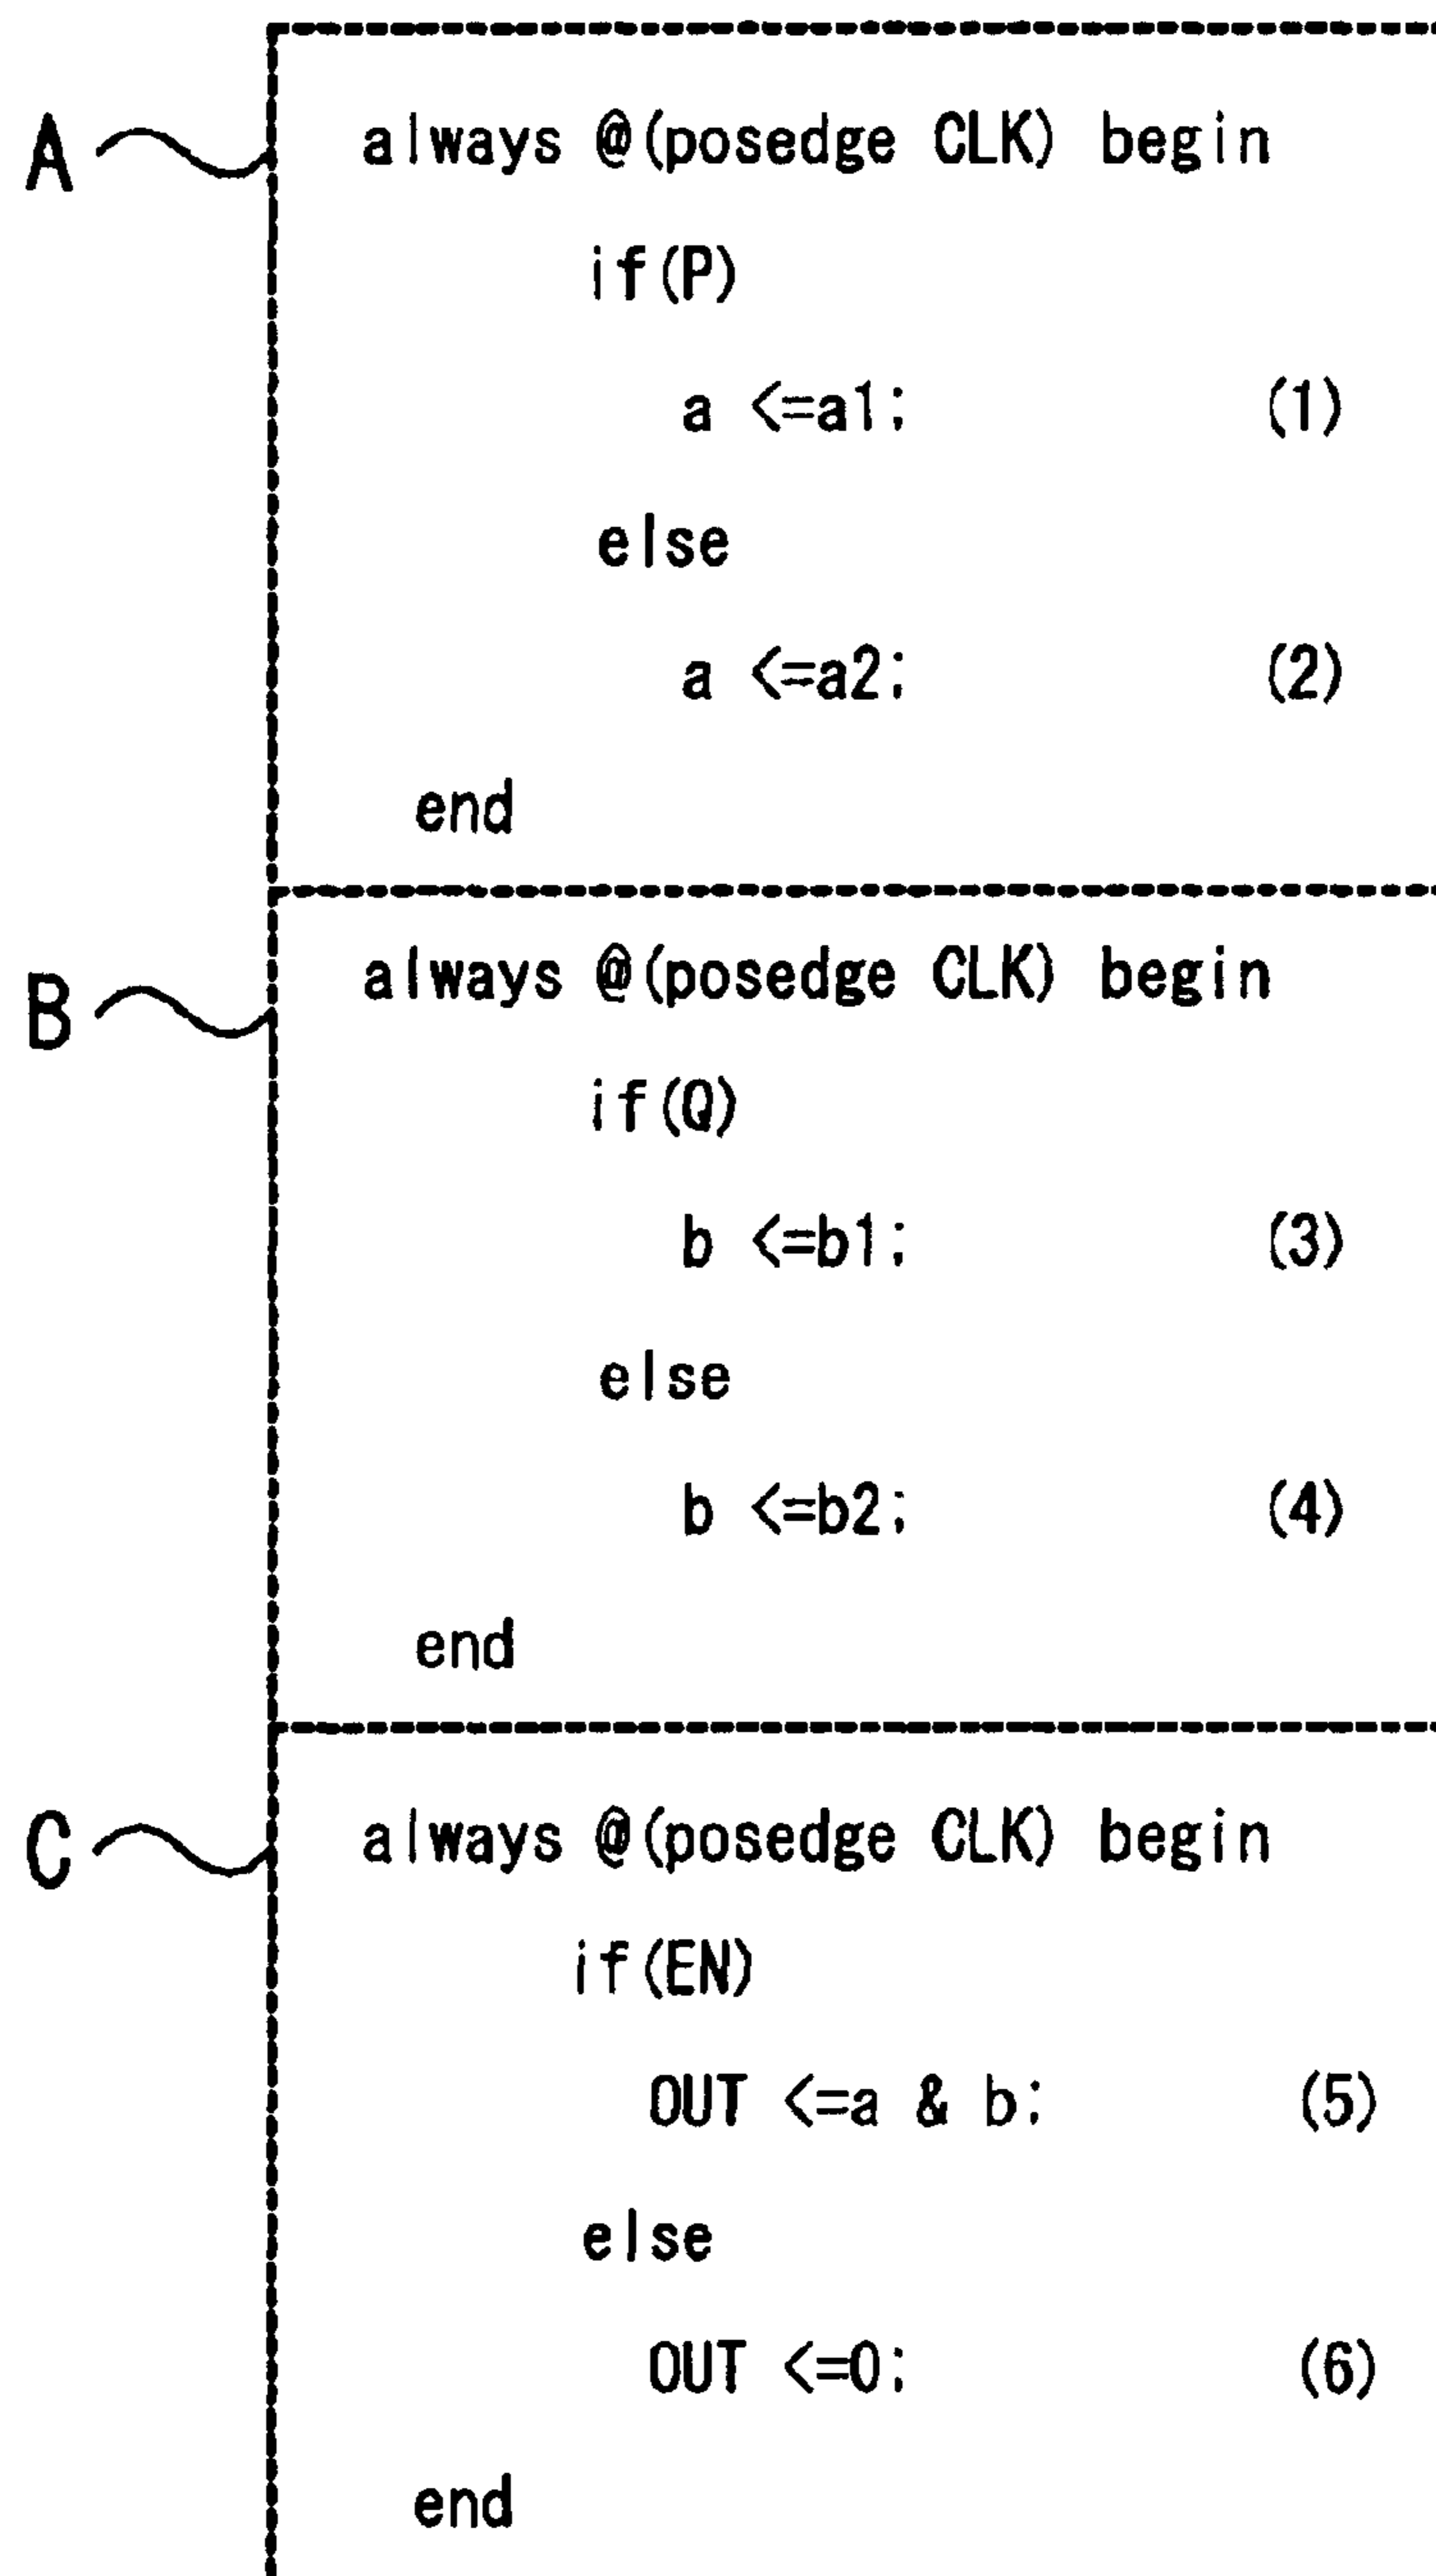 A always @(posedge CLK) begin
if(P)
a <=a1; (1)
else
a <=a2; (2)
end
B always @(posedge CLK) begin
if(Q)
b <=b1; (3)
else
b <=b2; (4)
end
C always @(posedge CLK) begin
if(EN)
OUT <=a & b; (5)
else
OUT <=0; (6)
end